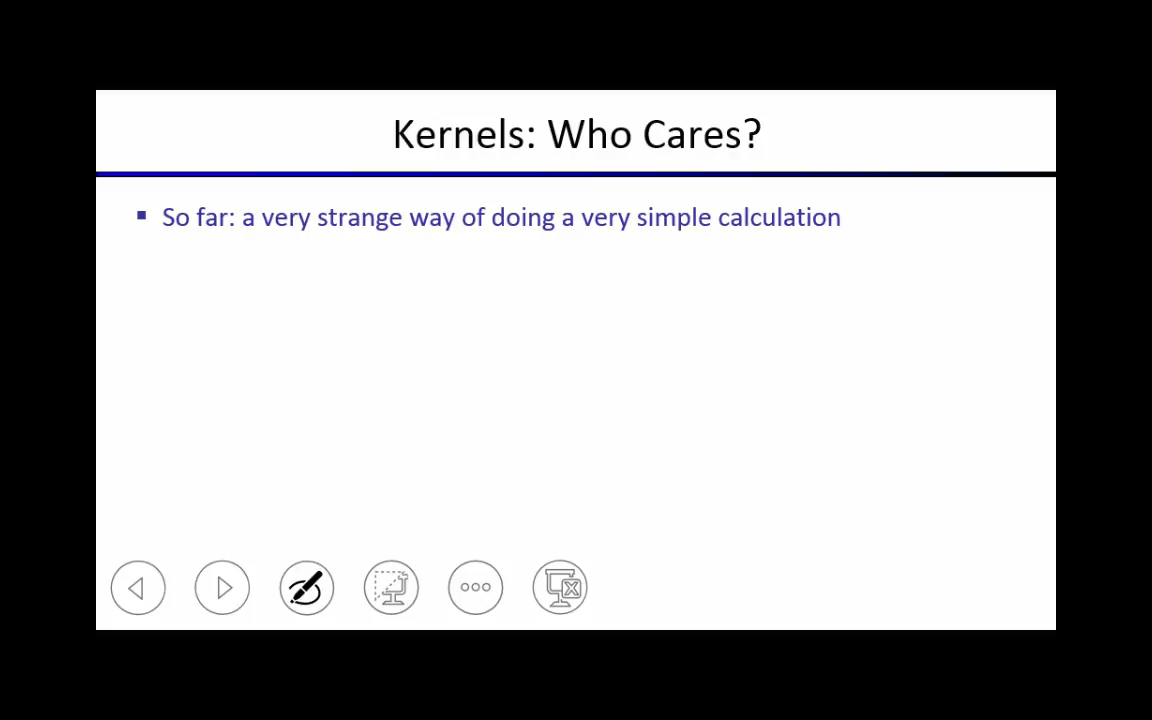 Kernels: Who Cares?
▪ So far: a very strange way of doing a very simple calculation